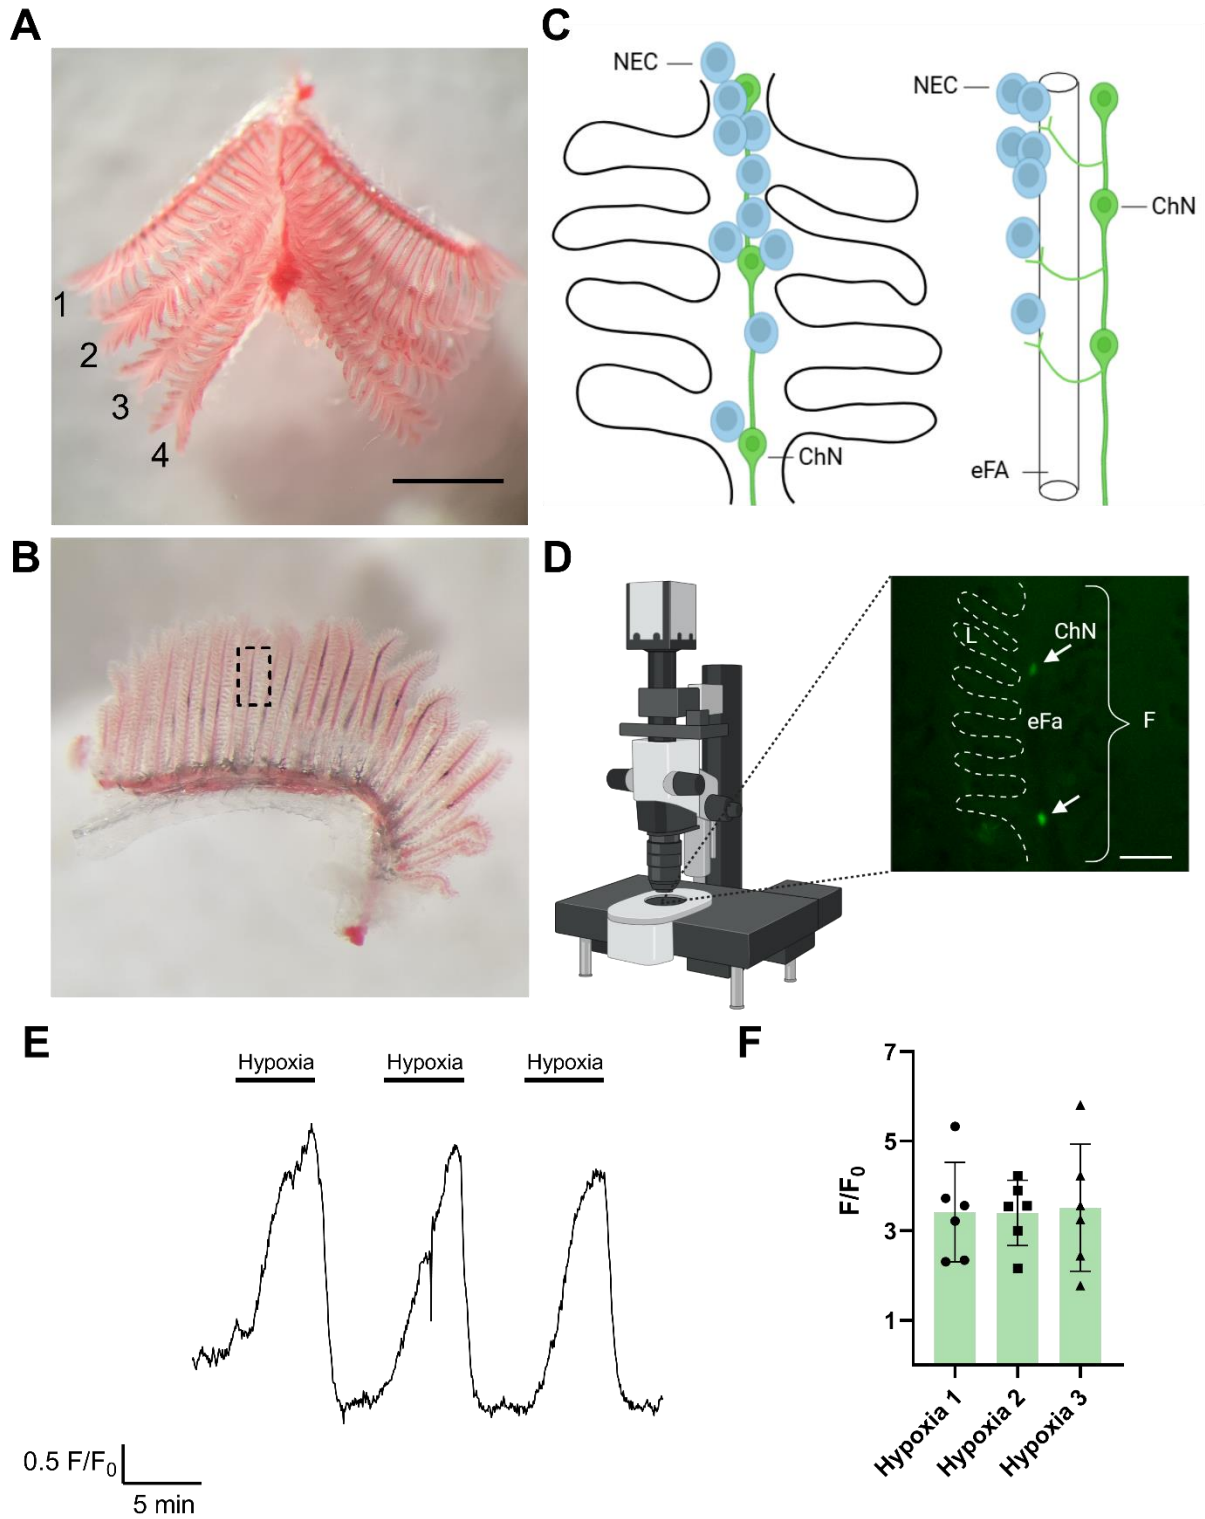 A
1
2
3
4
C
NEC
ChN
NEC
ChN
eFA
B
D
L
ChN
eFa
F
E
Hypoxia
Hypoxia
Hypoxia
0.5 F/F0
5 min
F
F/F0
7
5
3
1
Hypoxia 1
Hypoxia 2
Hypoxia 3